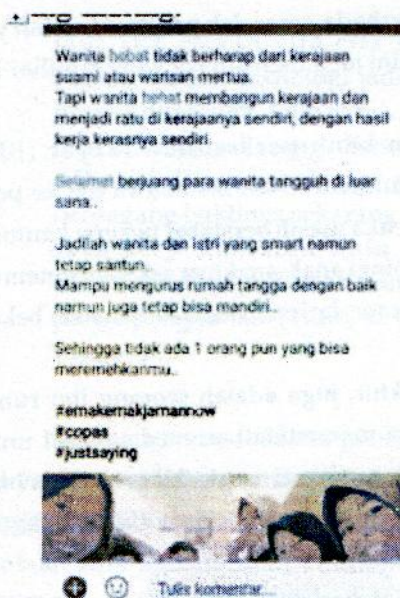 Wanita hebat tidak berharap dari kerajaan
suami atau warisan mertua.
Tapi wanita hebat membangun kerajaan dan
menjadi ratu di kerajaanya sendiri, dengan hasil
kerja kerasnya sendiri.
Selamat berjuang para wanita tangguh di luar
sana..
Jadilah wanita dan istri yang smart namun
tetap santun..
Mampu mengurus rumah tangga dengan baik
namun juga tetap bisa mandiri..
Sehingga tidak ada 1 orang pun yang bisa
meremehkanmu..
#emakemakjamannow
#copas
#justsaying
Tulis komentar...